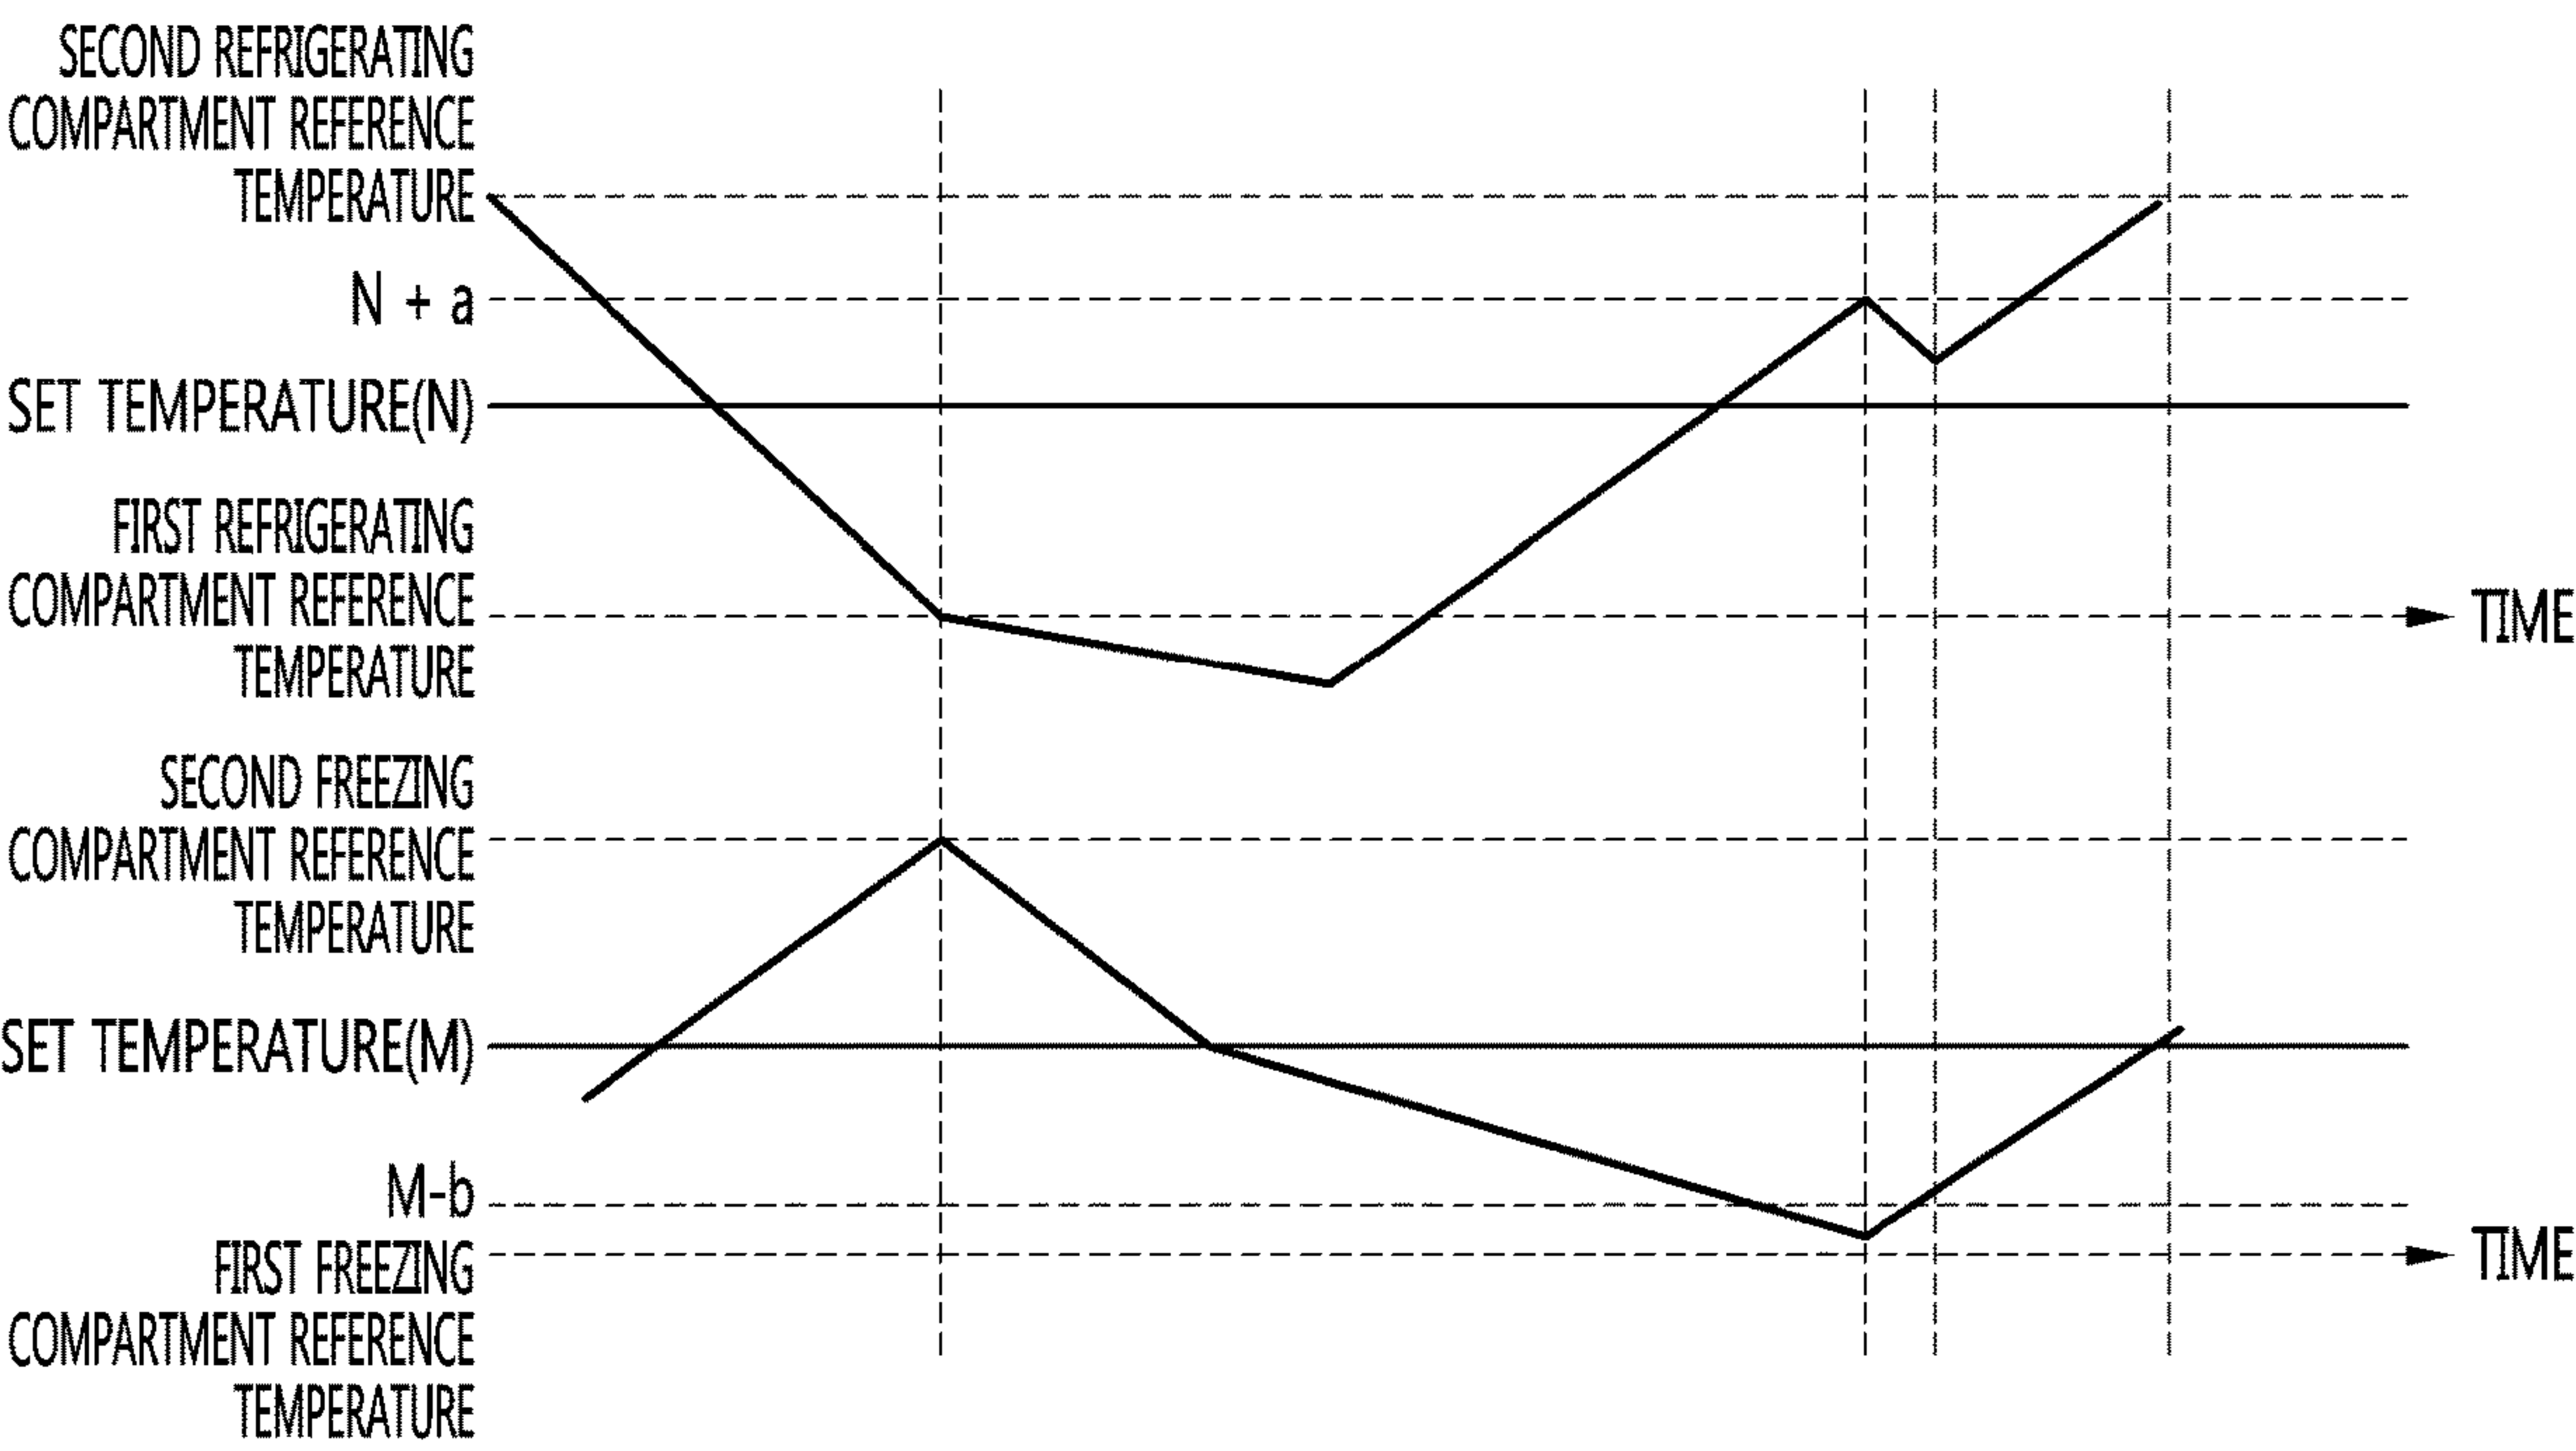 SECOND REFRIGERATING
COMPARTMENT REFERENCE
TEMPERATURE
N + a
SET TEMPERATURE(N)
FIRST REFRIGERATING
COMPARTMENT REFERENCE
TEMPERATURE
TIME
SECOND FREEZING
COMPARTMENT REFERENCE
TEMPERATURE
SET TEMPERATURE(M)
M-b
FIRST FREEZING
COMPARTMENT REFERENCE
TEMPERATURE
TIME